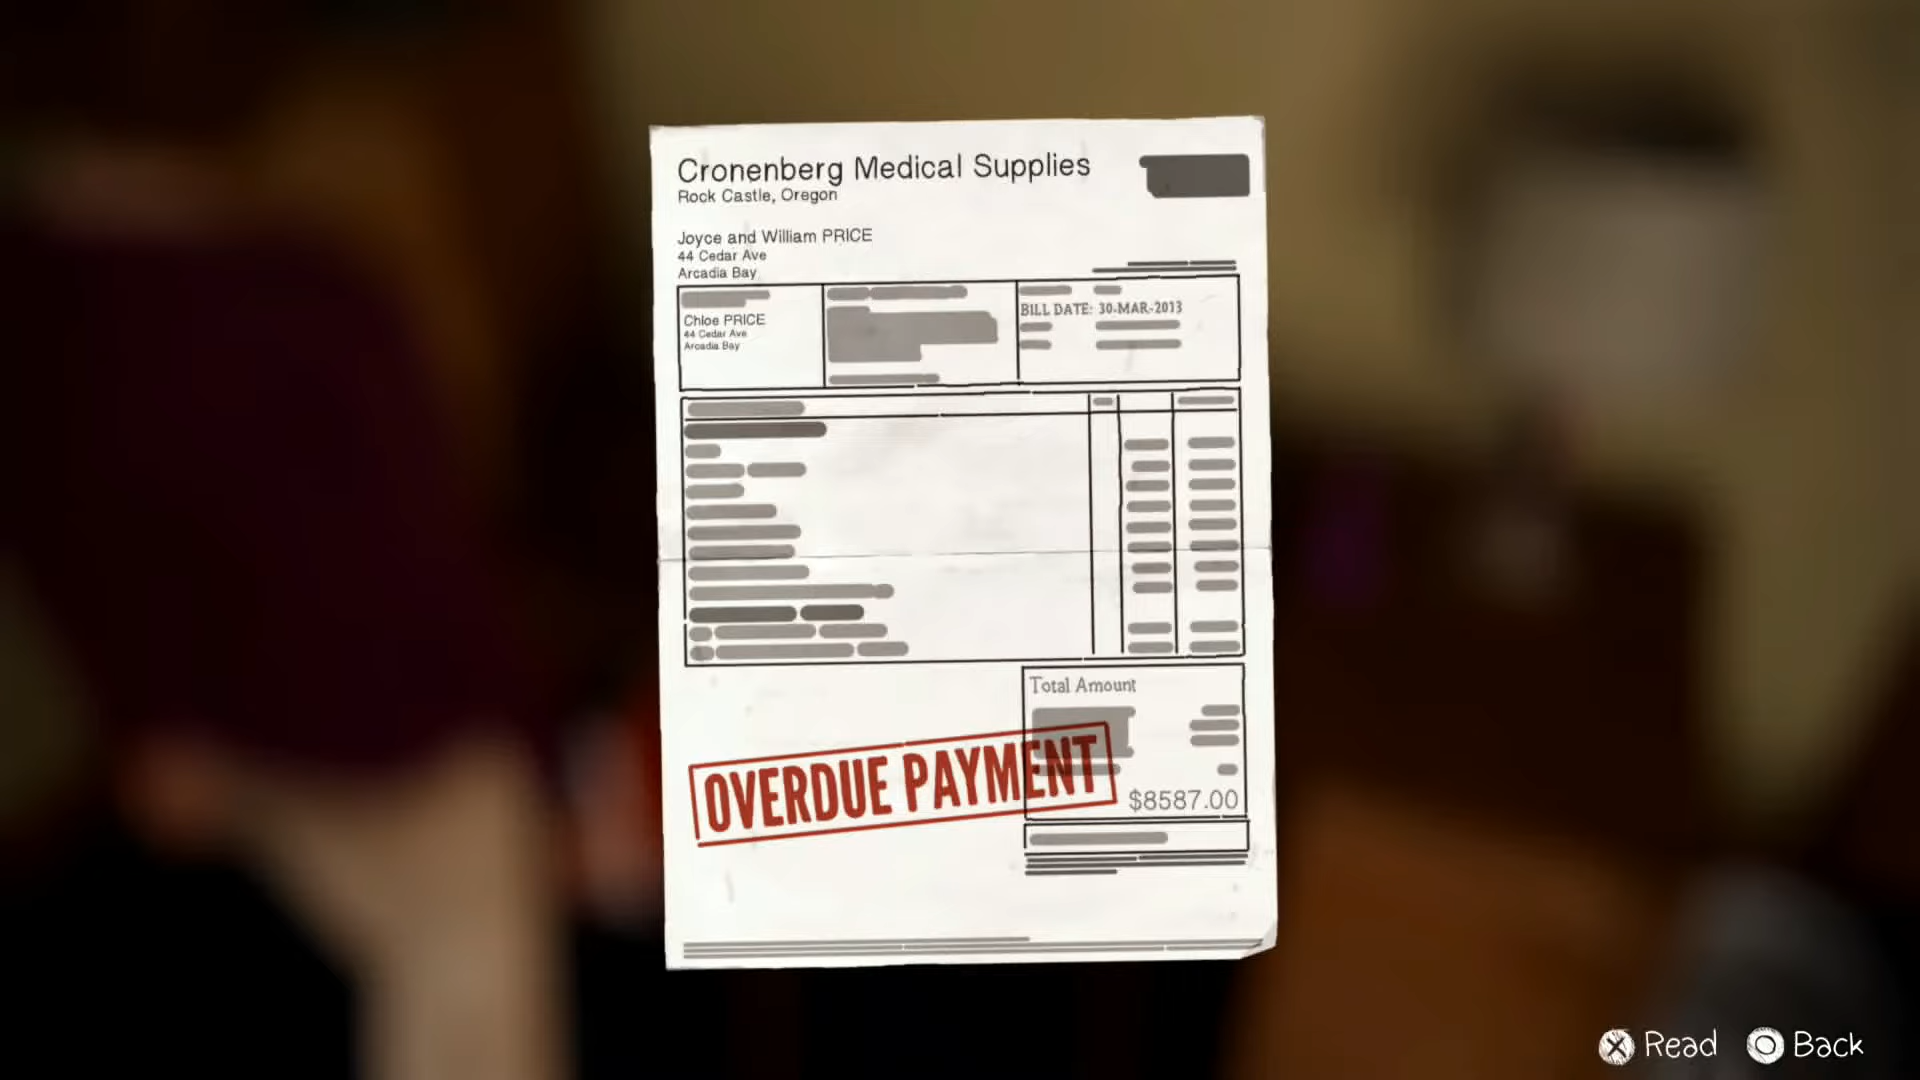 Cronenberg Medical Supplies
Rock Castle, Oregon
Joyce and William PRICE
44 Cedar Ave
Arcadia Bay
Chloe PRICE
44 Cedar Ave
Arcadia Bay
BILL DATE: 30-MAR-2013
Total Amount
OVERDUE PAYMENT
$8587.00
Read
Back